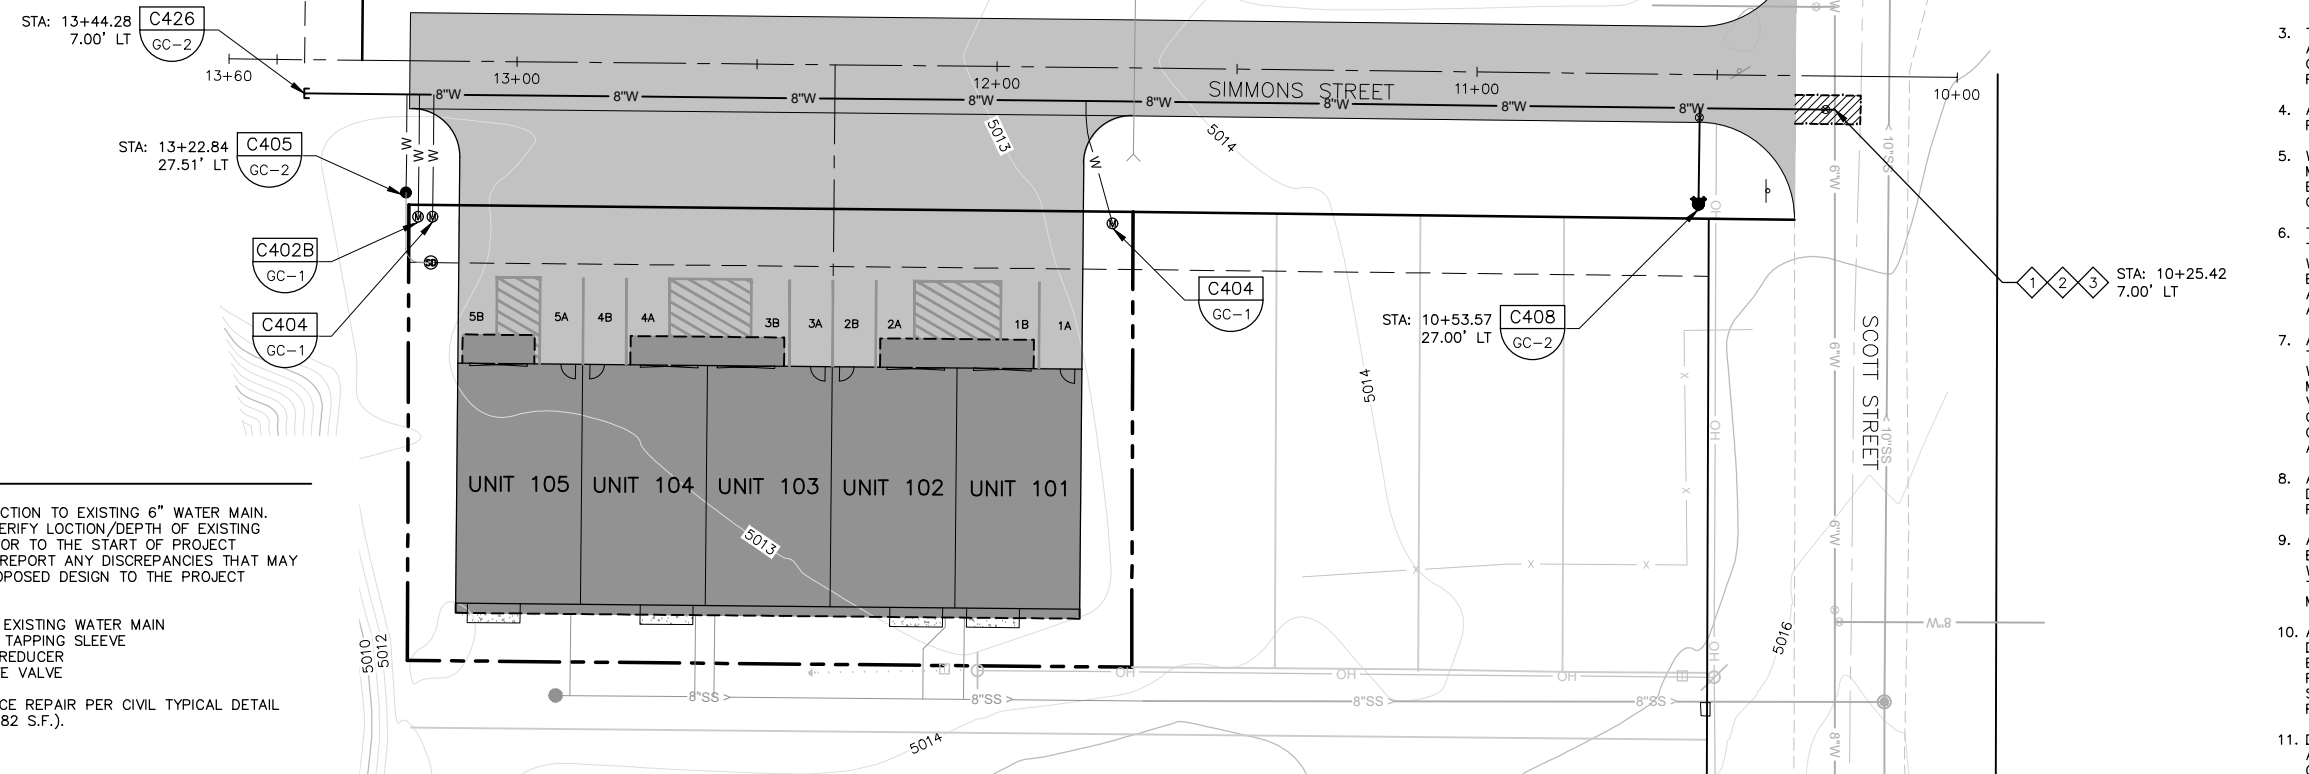 STA: 13+44.28
7.00' LT
C426
GC-2
13+60
13+00
12+00
11+00
10+00
SIMMONS STREET
8"W
8"W
8"W
8"W
8"W
8"W
8"W
8"W
STA: 13+22.84
27.51' LT
C405
GC-2
W
W
W
W
C402B
GC-1
C404
GC-1
M
M
M
SD
5013
5014
C404
GC-1
STA: 10+53.57
27.00' LT
C408
GC-2
1
2
3
STA: 10+25.42
7.00' LT
5B
5A
4B
4A
3B
3A
2B
2A
1B
1A
UNIT 105
UNIT 104
UNIT 103
UNIT 102
UNIT 101
5013
5014
SCOTT STREET
6"W
6"W
6"W
10"SS
10"SS
OH
OH
OH
X
X
X
X
X
5016
8"W
8"W
W
CTION TO EXISTING 6" WATER MAIN.
ERIFY LOCTION/DEPTH OF EXISTING
OR TO THE START OF PROJECT
REPORT ANY DISCREPANCIES THAT MAY
OPOSED DESIGN TO THE PROJECT
EXISTING WATER MAIN
TAPPING SLEEVE
REDUCER
E VALVE
CE REPAIR PER CIVIL TYPICAL DETAIL
82 S.F.).
5010
5012
OH
OH
OH
8"SS >
8"SS >
8"SS >
8"SS >
5014
3.
4.
5.
6.
7.
8.
9.
10.
11.